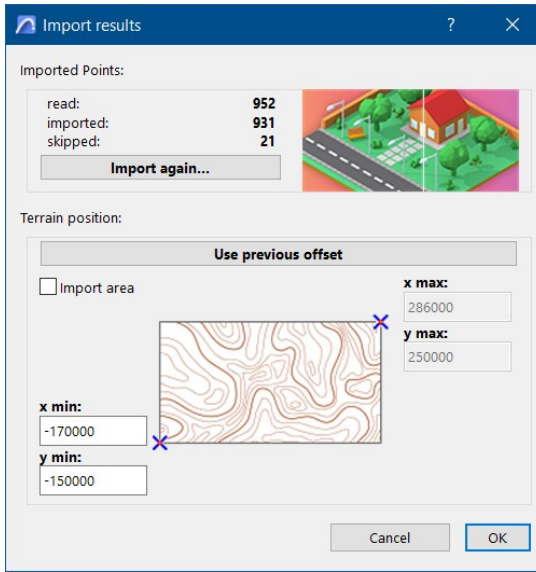 Import results
?
Imported Points:
read: 952
imported: 931
skipped: 21
Import again...
Terrain position:
Use previous offset
Import area
x max:
286000
y max:
250000
x min:
-170000
y min:
-150000
Cancel
OK